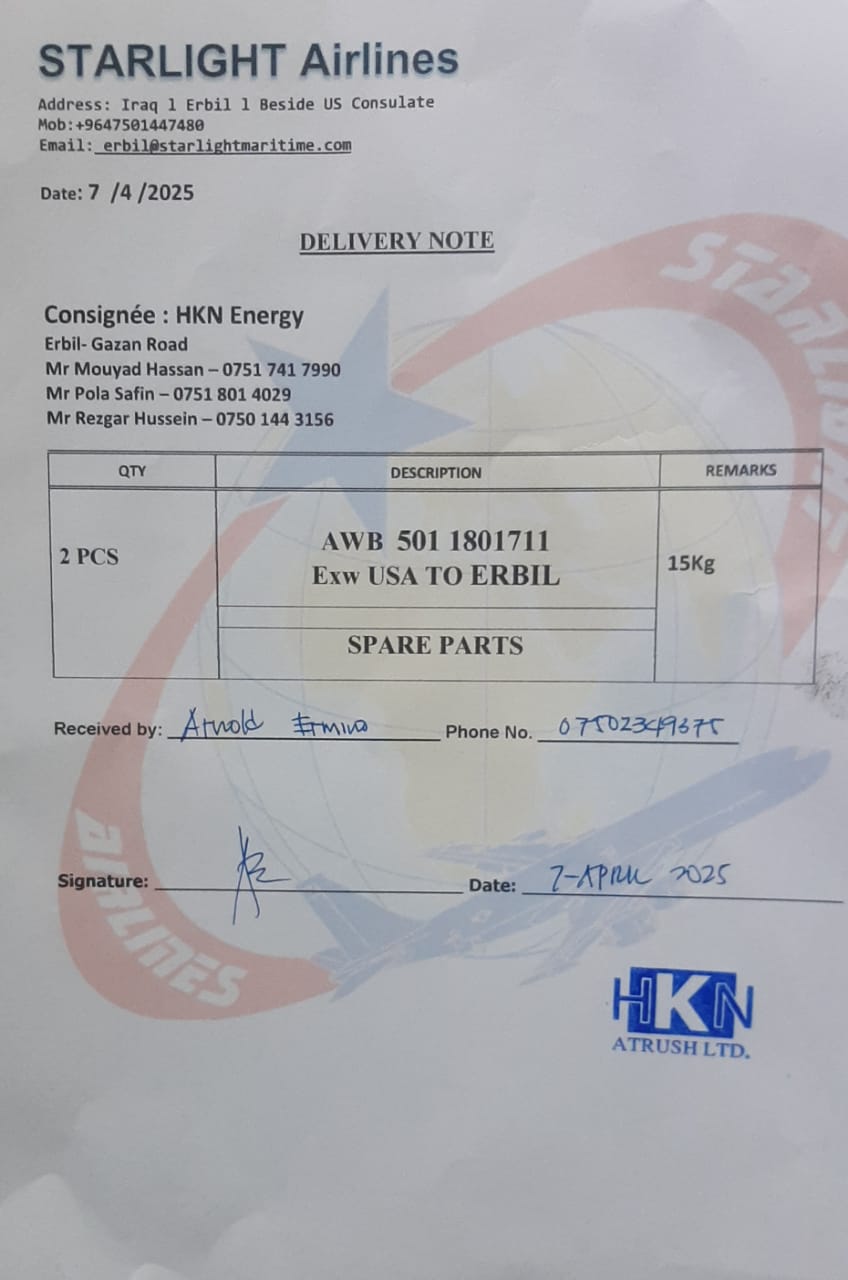 STARLIGHT Airlines
Address: Iraq l Erbil l Beside US Consulate
Mob:+9647501447480
Email: erbil@starlightmaritime.com
Date: 7 /4 /2025
DELIVERY NOTE
Consignée : HKN Energy
Erbil- Gazan Road
Mr Mouyad Hassan – 0751 741 7990
Mr Pola Safin – 0751 801 4029
Mr Rezgar Hussein – 0750 144 3156
QTY DESCRIPTION REMARKS
2 PCS AWB 501 1801711 15Kg
Exw USA TO ERBIL
SPARE PARTS
Received by: Arnold Phone No. 07502349675
Signature: Date: 7-APRIL 2025
STARLIGHT
AIRLINES
HKN
ATRUSH LTD.